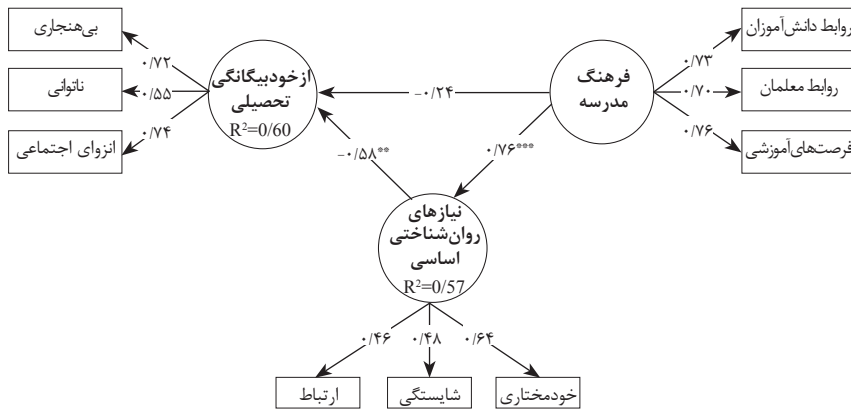 روابط دانش‌آموزان
روابط معلمان
فرصت‌های آموزشی
۰/۷۳
۰/۷۰
۰/۷۶
فرهنگ
مدرسه
-۰/۲۴
۰/۷۶***
-۰/۵۸**
ازخودبیگانگی
تحصیلی
R²=0/60
۰/۷۲
۰/۵۵
۰/۷۴
بی‌هنجاری
ناتوانی
انزوای اجتماعی
نیازهای
روان‌شناختی
اساسی
R²=0/57
۰/۶۴
۰/۴۸
۰/۴۶
خودمختاری
شایستگی
ارتباط